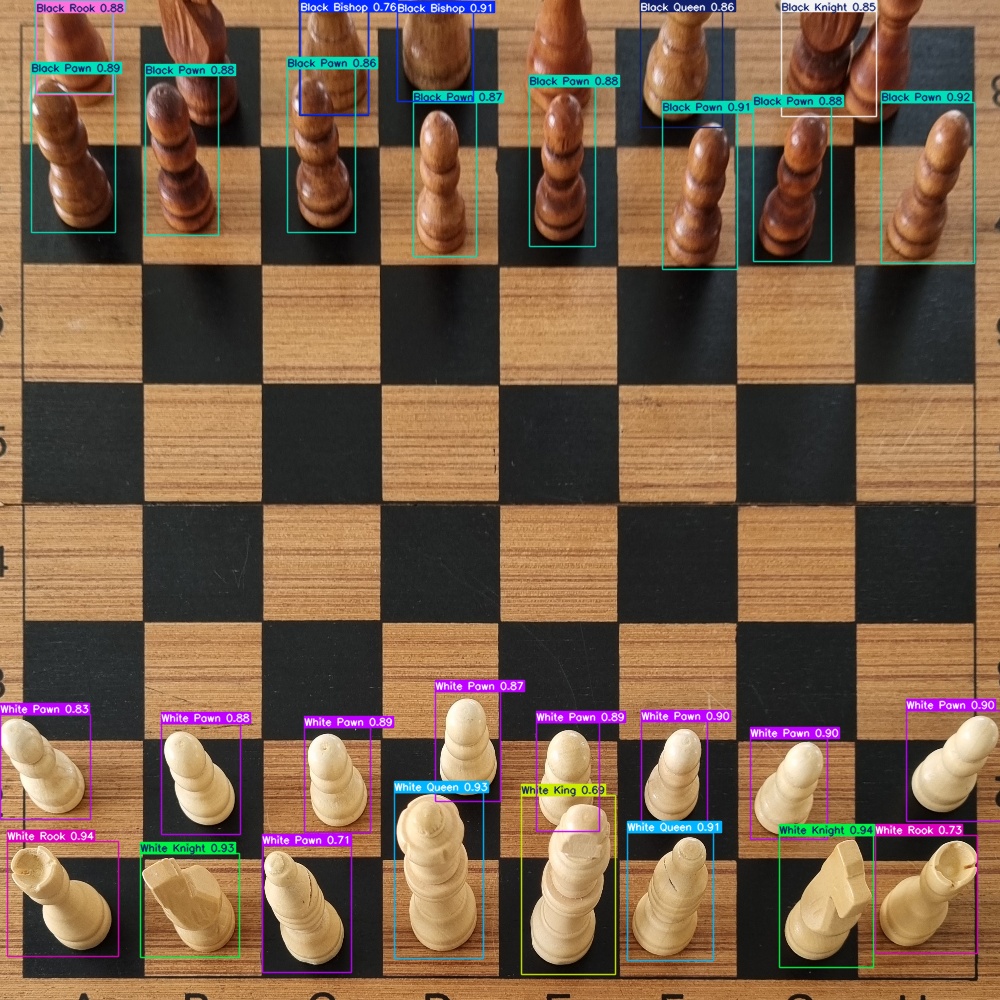 Black Rook 0.88
Black Bishop 0.76
Black Bishop 0.91
Black Queen 0.86
Black Knight 0.85
Black Pawn 0.89
Black Pawn 0.88
Black Pawn 0.86
Black Pawn 0.87
Black Pawn 0.88
Black Pawn 0.91
Black Pawn 0.88
Black Pawn 0.92
8
5
4
3
White Pawn 0.83
White Pawn 0.88
White Pawn 0.89
White Pawn 0.87
White Pawn 0.89
White Pawn 0.90
White Pawn 0.90
White Pawn 0.90
White Rook 0.94
White Knight 0.93
White Pawn 0.71
White Queen 0.93
White King 0.69
White Queen 0.91
White Knight 0.94
White Rook 0.73